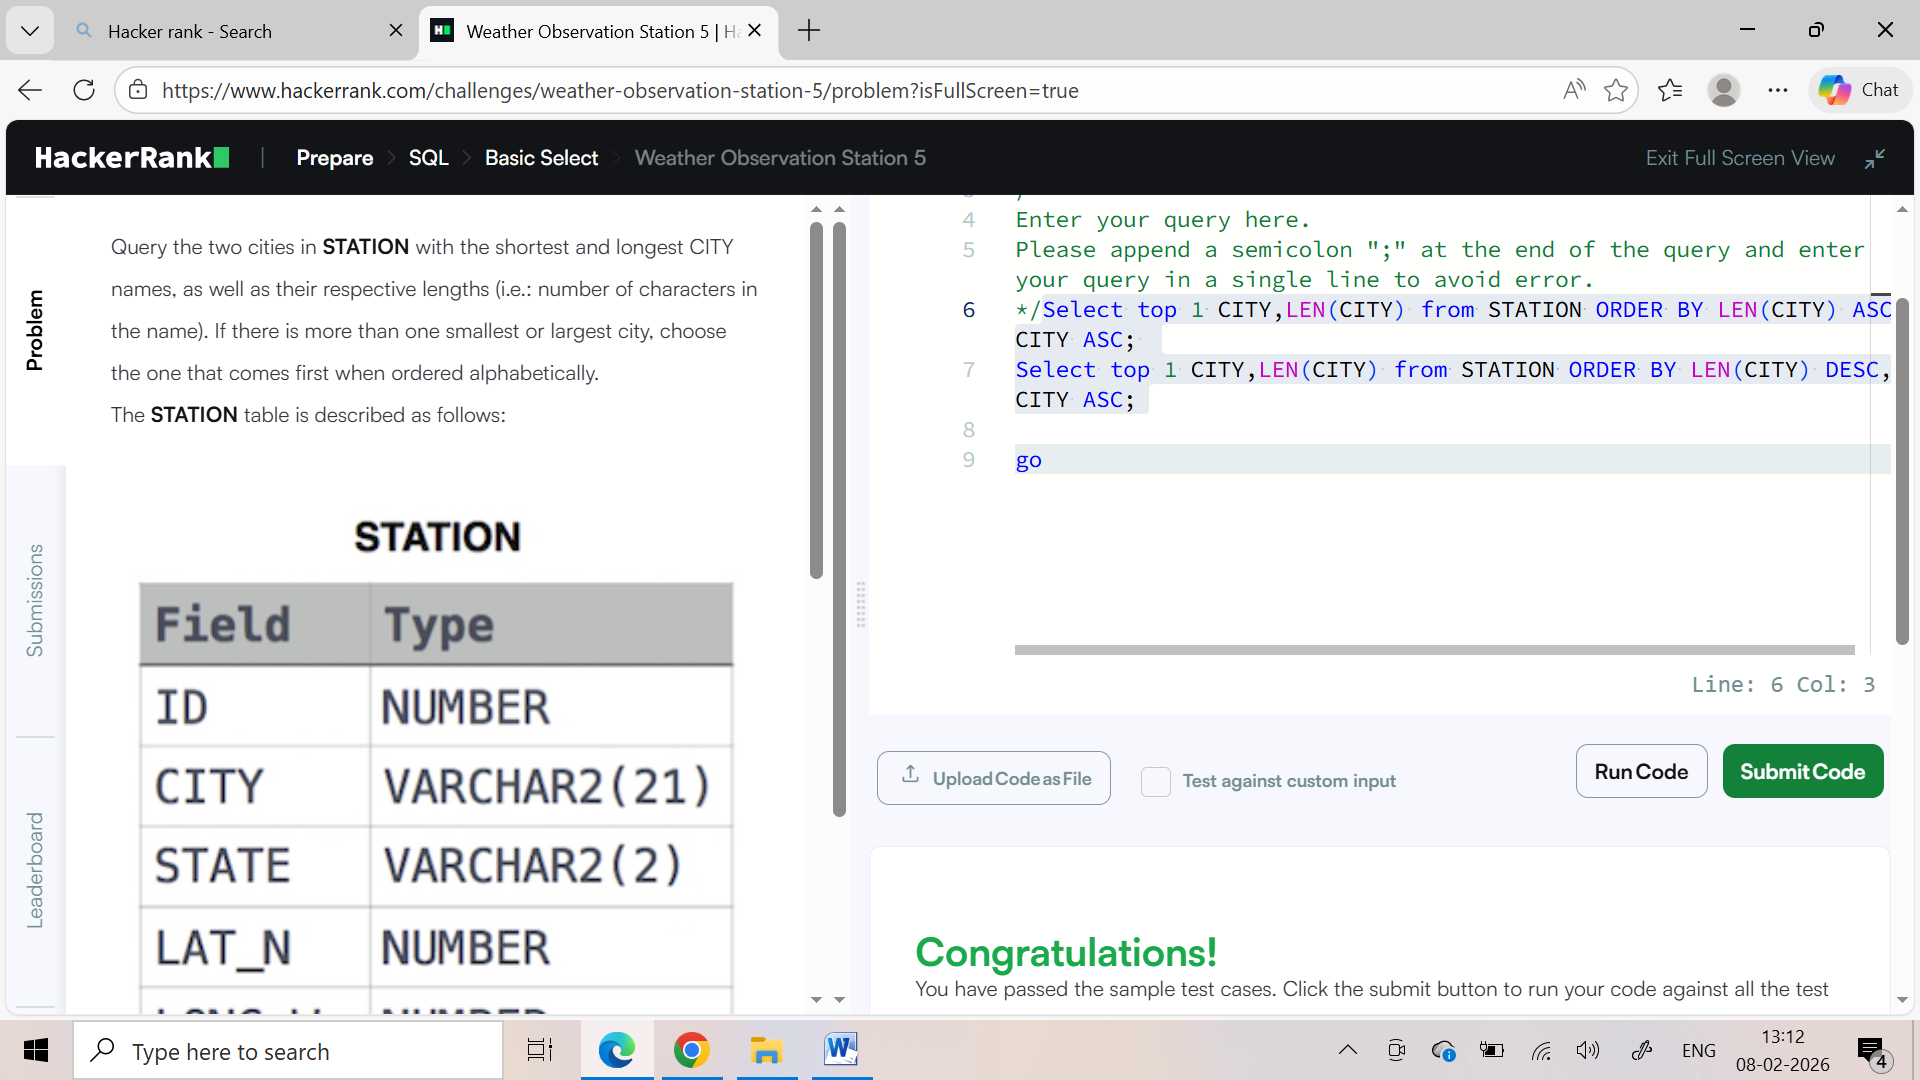 Hacker rank - Search
Weather Observation Station 5 | Ha
https://www.hackerrank.com/challenges/weather-observation-station-5/problem?isFullScreen=true
Chat
HackerRank
Prepare
SQL
Basic Select
Weather Observation Station 5
Exit Full Screen View
Problem
Submissions
Leaderboard
Query the two cities in STATION with the shortest and longest CITY
names, as well as their respective lengths (i.e.: number of characters in
the name). If there is more than one smallest or largest city, choose
the one that comes first when ordered alphabetically.
The STATION table is described as follows:
STATION
Field Type
ID NUMBER
CITY VARCHAR2(21)
STATE VARCHAR2(2)
LAT_N NUMBER
4 Enter your query here.
5 Please append a semicolon ";" at the end of the query and enter
your query in a single line to avoid error.
6 */Select top 1 CITY,LEN(CITY) from STATION ORDER BY LEN(CITY) ASC
CITY ASC;
7 Select top 1 CITY,LEN(CITY) from STATION ORDER BY LEN(CITY) DESC,
CITY ASC;
8
9 go
Line: 6 Col: 3
Upload Code as File
Test against custom input
Run Code
Submit Code
Congratulations!
You have passed the sample test cases. Click the submit button to run your code against all the test
Type here to search
ENG
13:12
08-02-2026
4